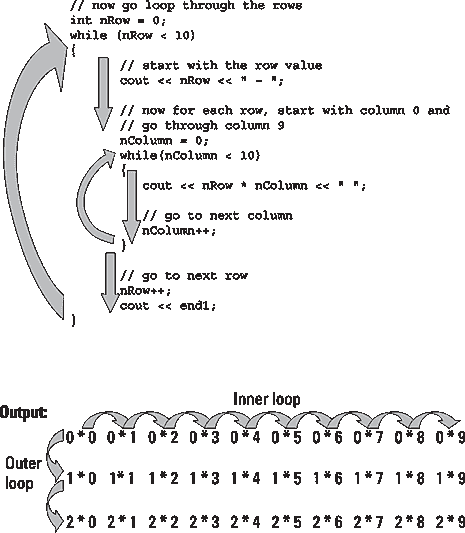 // now go loop through the rows
int nRow = 0;
while (nRow < 10)
{
// start with the row value
cout << nRow << " - ";
// now for each row, start with column 0 and
// go through column 9
nColumn = 0;
while(nColumn < 10)
{
cout << nRow * nColumn << " ";
// go to next column
nColumn++;
}
// go to next row
nRow++;
cout << endl;
}
Inner loop
Output:
0*0 0*1 0*2 0*3 0*4 0*5 0*6 0*7 0*8 0*9
Outer
loop
1*0 1*1 1*2 1*3 1*4 1*5 1*6 1*7 1*8 1*9
2*0 2*1 2*2 2*3 2*4 2*5 2*6 2*7 2*8 2*9